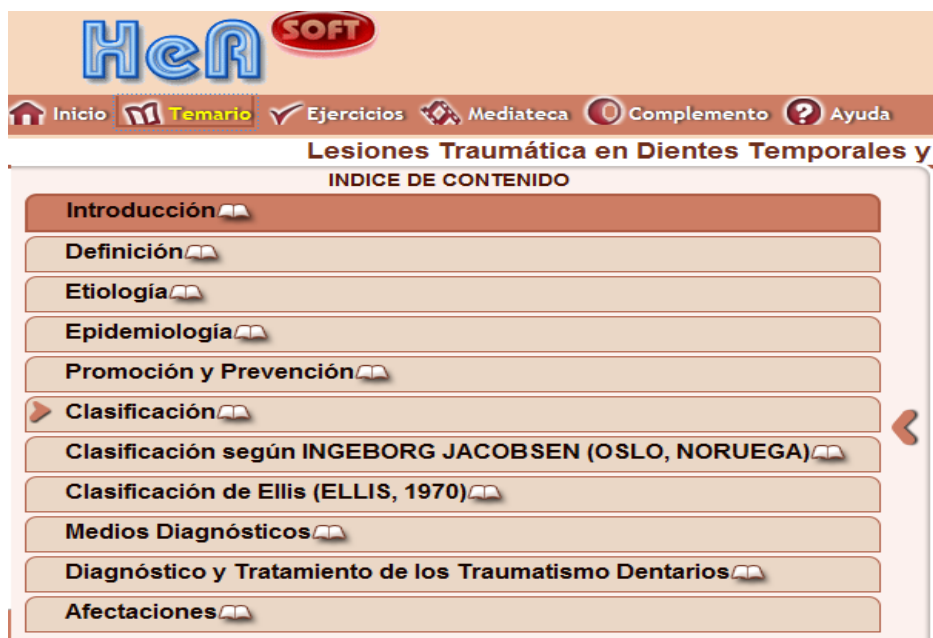 HeR SOFT
Inicio Temario Ejercicios Mediateca Complemento Ayuda
Lesiones Traumática en Dientes Temporales y
INDICE DE CONTENIDO
Introducción
Definición
Etiología
Epidemiología
Promoción y Prevención
Clasificación
Clasificación según INGEBORG JACOBSEN (OSLO, NORUEGA)
Clasificación de Ellis (ELLIS, 1970)
Medios Diagnósticos
Diagnóstico y Tratamiento de los Traumatismo Dentarios
Afectaciones